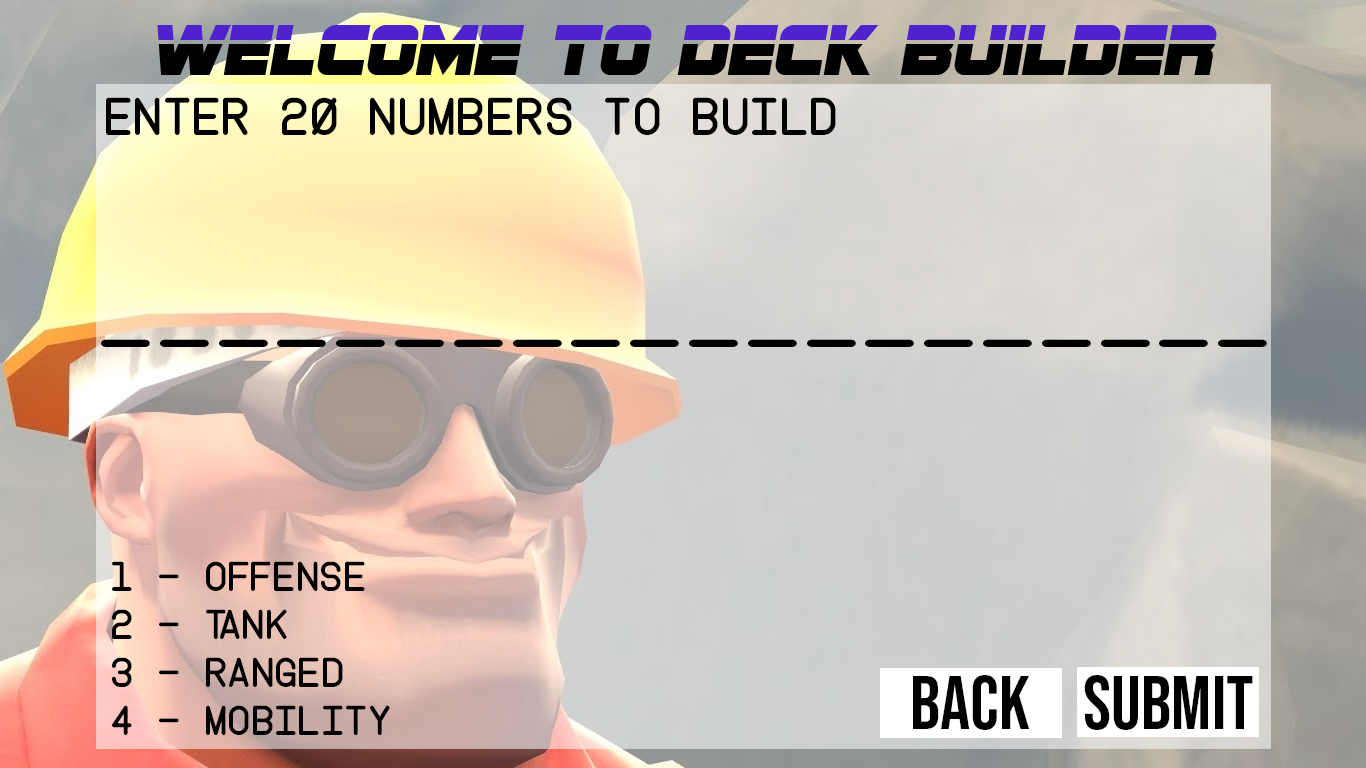 WELCOME TO DECK BUILDER
ENTER 20 NUMBERS TO BUILD
1 - OFFENSE
2 - TANK
3 - RANGED
4 - MOBILITY
BACK SUBMIT